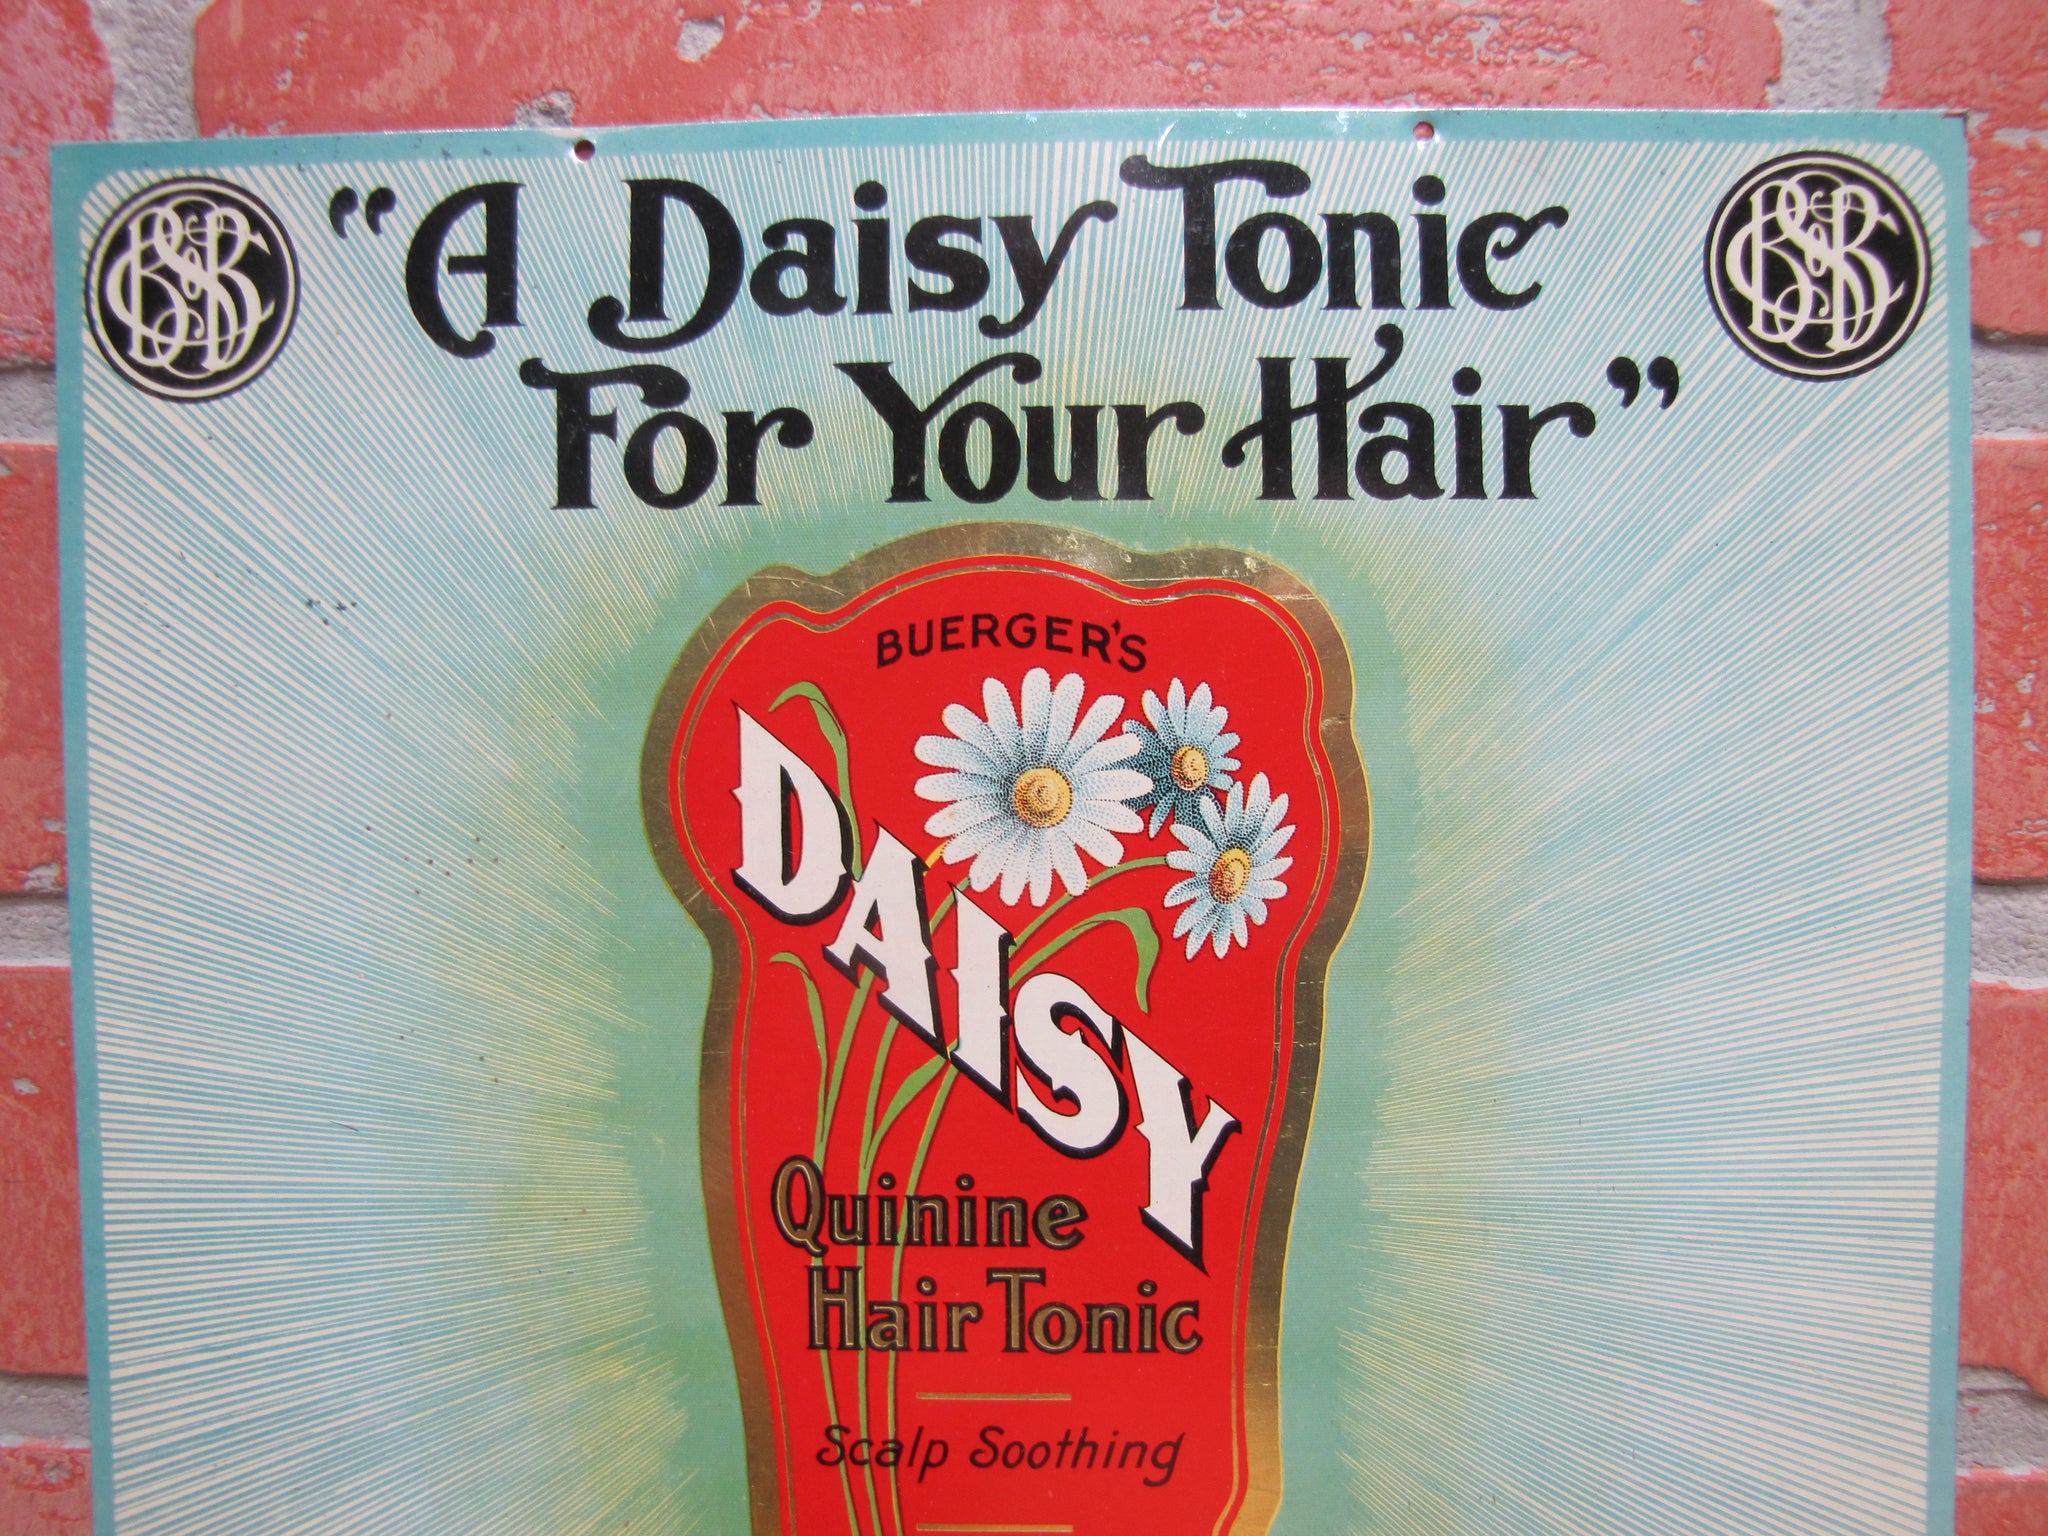 “A Daisy Tonic
For Your Hair”
BUERGER'S
DAISY
Quinine
Hair Tonic
Scalp Soothing